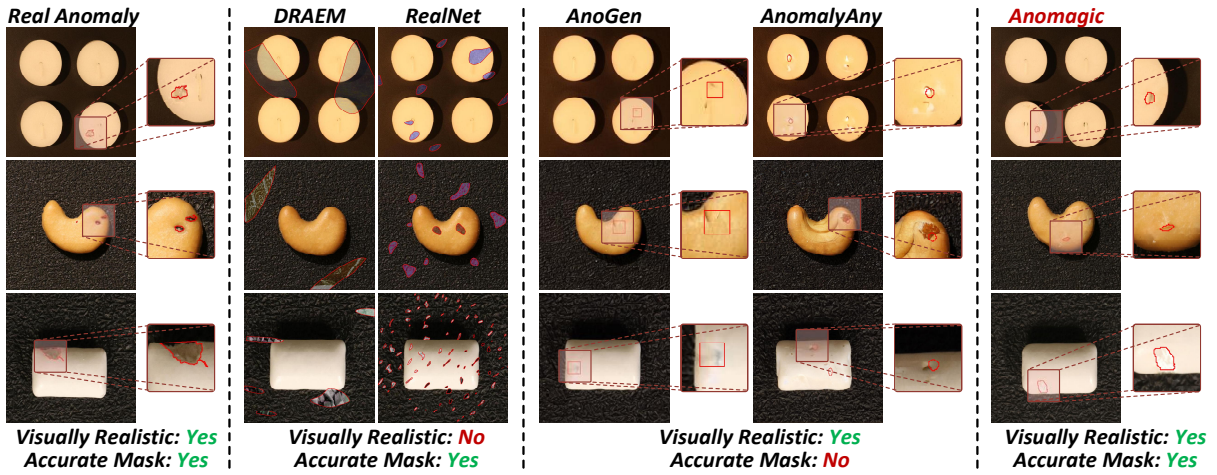 Real Anomaly DRAEM RealNet AnoGen AnomalyAny Anomagic
Visually Realistic: Yes Visually Realistic: No Visually Realistic: Yes Visually Realistic: Yes
Accurate Mask: Yes Accurate Mask: Yes Accurate Mask: No Accurate Mask: Yes